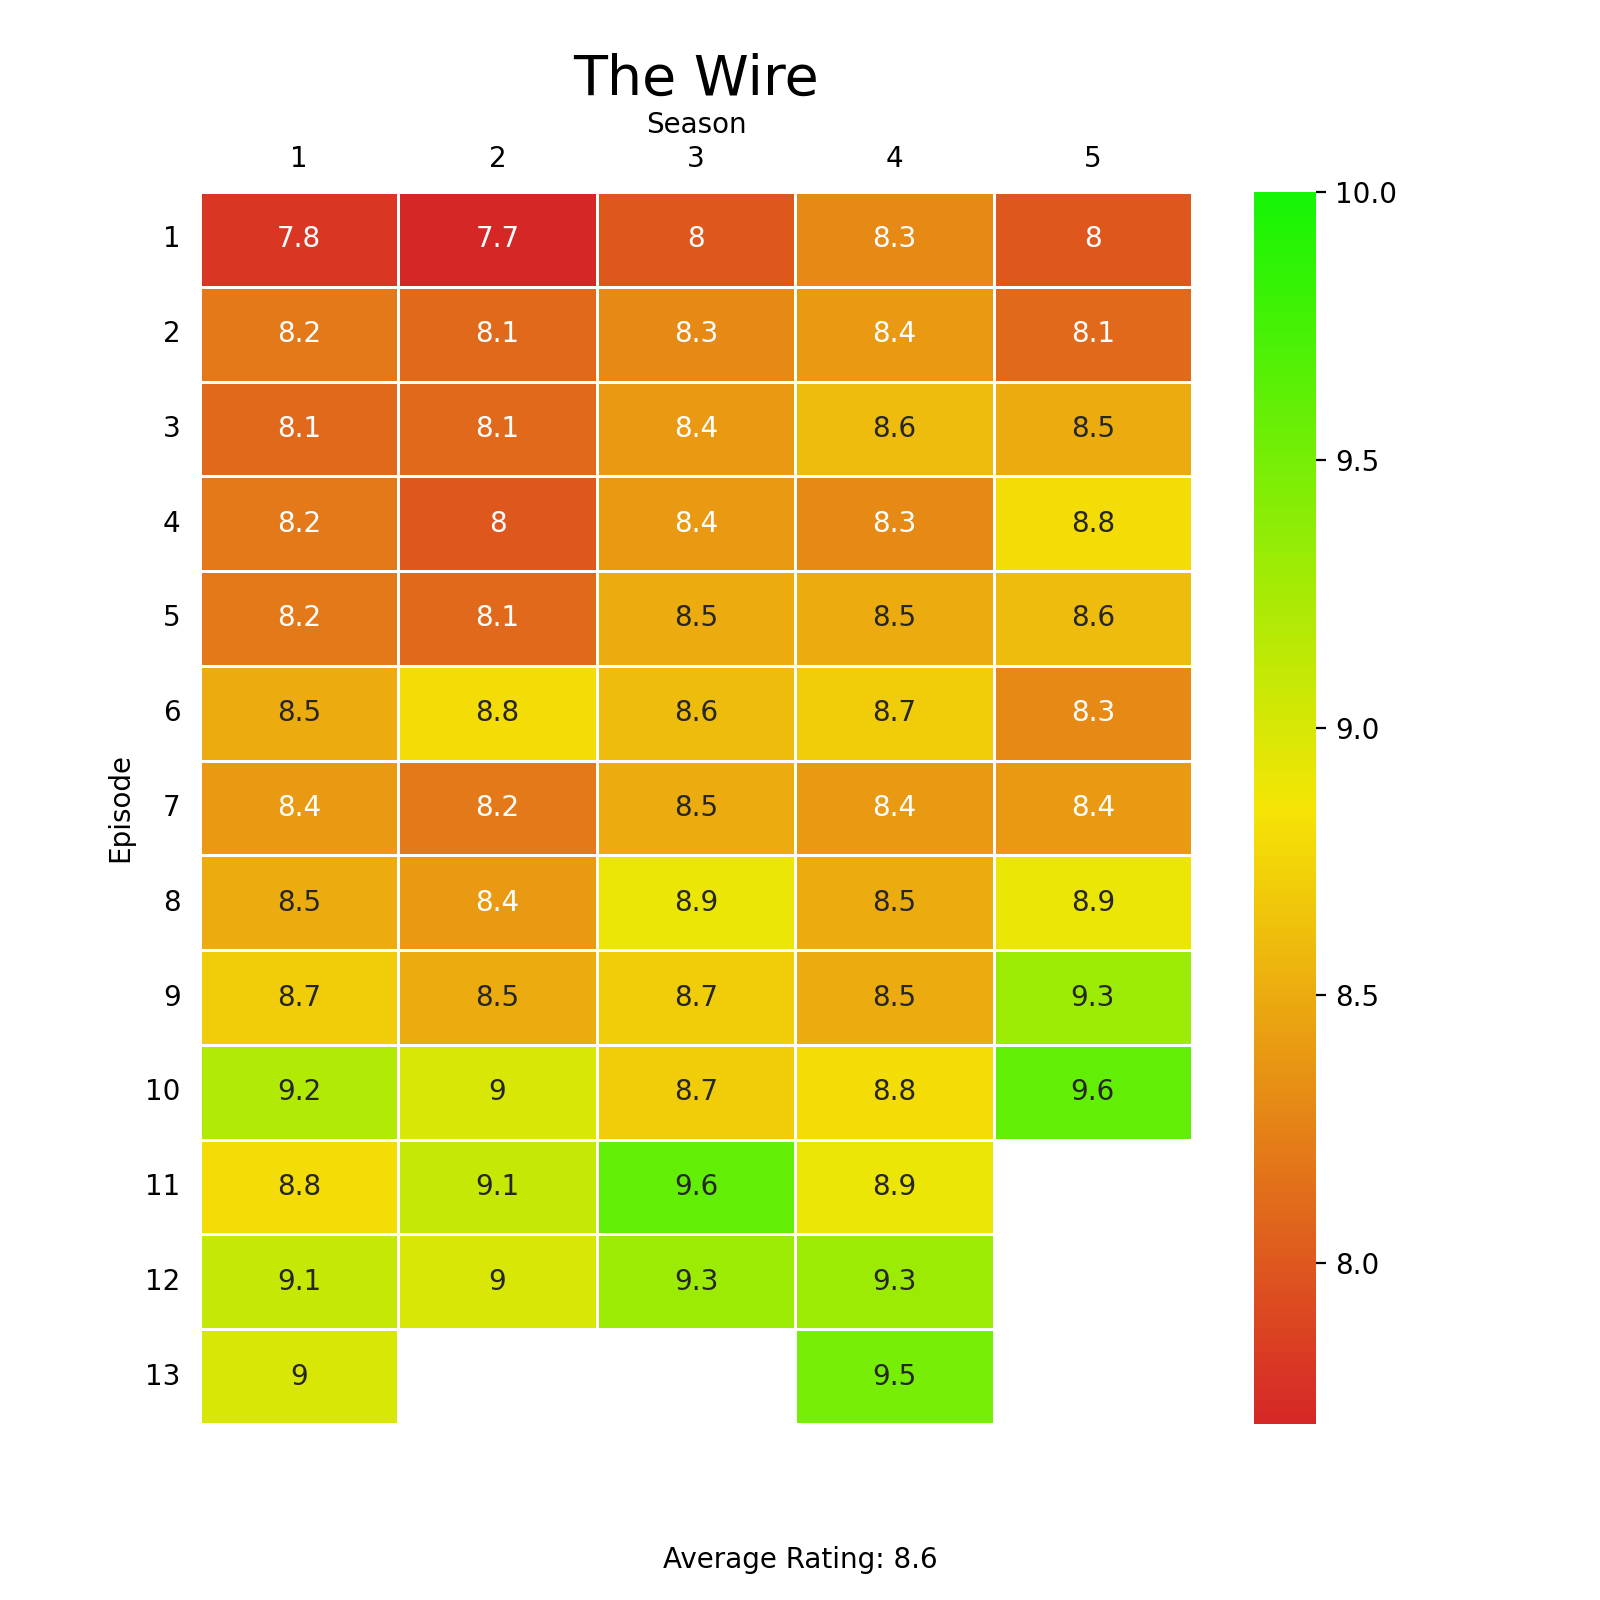 The Wire
Season
1 2 3 4 5
1 7.8 7.7 8 8.3 8
2 8.2 8.1 8.3 8.4 8.1
3 8.1 8.1 8.4 8.6 8.5
4 8.2 8 8.4 8.3 8.8
5 8.2 8.1 8.5 8.5 8.6
6 8.5 8.8 8.6 8.7 8.3
7 8.4 8.2 8.5 8.4 8.4
8 8.5 8.4 8.9 8.5 8.9
9 8.7 8.5 8.7 8.5 9.3
10 9.2 9 8.7 8.8 9.6
11 8.8 9.1 9.6 8.9
12 9.1 9 9.3 9.3
13 9 9.5
Episode
10.0
9.5
9.0
8.5
8.0
Average Rating: 8.6